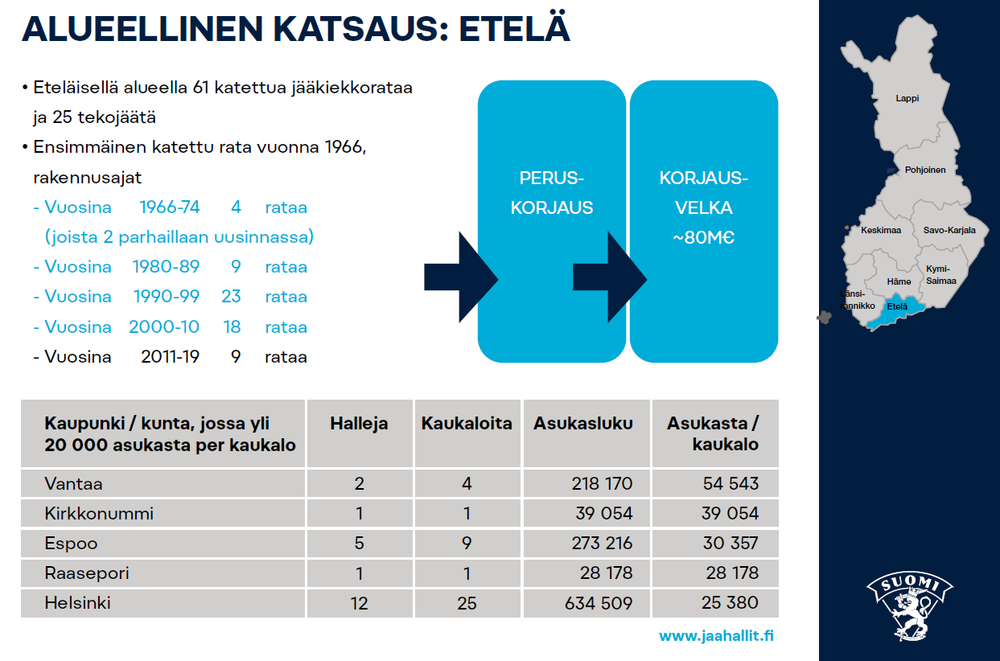 ALUEELLINEN KATSAUS: ETELÄ
• Eteläisellä alueella 61 katettua jääkiekkorataa
ja 25 tekojäätä
• Ensimmäinen katettu rata vuonna 1966,
rakennusajat
- Vuosina 1966-74 4 rataa
(joista 2 parhaillaan uusinnassa)
- Vuosina 1980-89 9 rataa
- Vuosina 1990-99 23 rataa
- Vuosina 2000-10 18 rataa
- Vuosina 2011-19 9 rataa
PERUS-
KORJAUS
KORJAUS-
VELKA
~80M€
Kaupunki / kunta, jossa yli
20 000 asukasta per kaukalo
Halleja
Kaukaloita
Asukasluku
Asukasta /
kaukalo
Vantaa 2 4 218 170 54 543
Kirkkonummi 1 1 39 054 39 054
Espoo 5 9 273 216 30 357
Raasepori 1 1 28 178 28 178
Helsinki 12 25 634 509 25 380
www.jaahallit.fi
Lappi
Pohjoinen
Keskimaa
Savo-Karjala
Kymi-
Saimaa
Häme
Länsi-
rannikko
Etelä
SUOMI